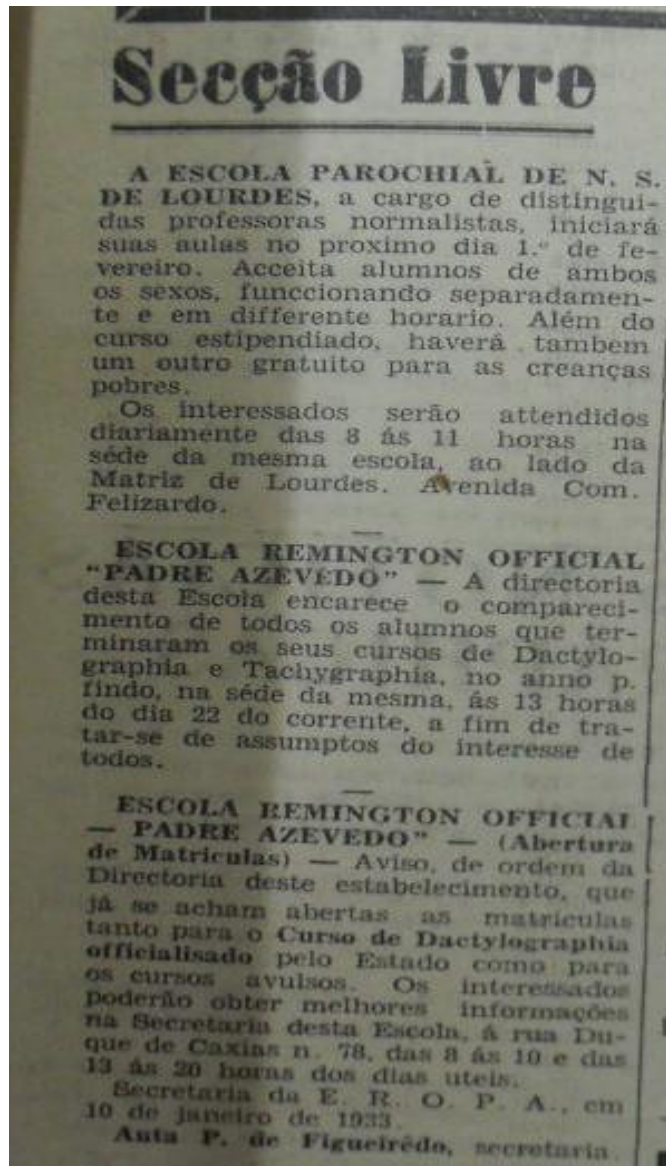 Secção Livre
A ESCOLA PAROCHIAL DE N. S.
DE LOURDES, a cargo de distingui-
das professoras normalistas, iniciará
suas aulas no proximo dia 1.º de fe-
vereiro. Acceita alumnos de ambos
os sexos, funccionando separadamen-
te e em differente horario. Além do
curso estipendiado, haverá tambem
um outro gratuito para as creanças
pobres.
Os interessados serão attendidos
diariamente das 8 ás 11 horas na
séde da mesma escola, ao lado da
Matriz de Lourdes. Avenida Com.
Felizardo.
ESCOLA REMINGTON OFFICIAL
"PADRE AZEVÊDO" — A directoria
desta Escola encarece o compareci-
mento de todos os alumnos que ter-
minaram os seus cursos de Dactylo-
graphia e Tachygraphia, no anno p.
findo, na séde da mesma, ás 13 horas
do dia 22 do corrente, a fim de tra-
tar-se de assumptos do interesse de
todos.
ESCOLA REMINGTON OFFICIAL
— PADRE AZEVEDO" — (Abertura
de Matriculas) — Aviso, de ordem da
Directoria deste estabelecimento, que
já se acham abertas as matriculas
tanto para o Curso de Dactylographia
officialisado pelo Estado como para
os cursos avulsos. Os interessados
poderão obter melhores informações
na Secretaria desta Escola, á rua Du-
que de Caxias n. 78, das 8 ás 10 e das
13 ás 20 horas dos dias uteis.
Secretaria da E. R. O. P. A., em
10 de janeiro de 1933.
Auta P. de Figueirêdo, secretaria.